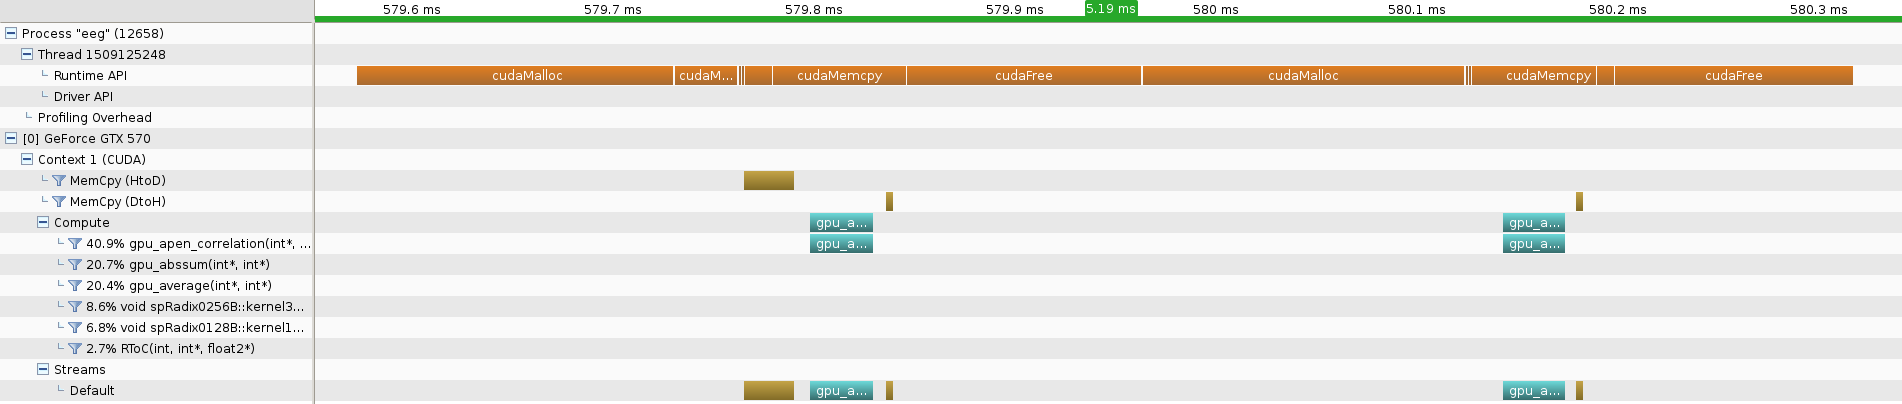 579.6 ms 579.7 ms 579.8 ms 579.9 ms 5.19 ms 580 ms 580.1 ms 580.2 ms 580.3 ms
Process "eeg" (12658)
Thread 1509125248
Runtime API cudaMalloc cudaM... cudaMemcpy cudaFree cudaMalloc cudaMemcpy cudaFree
Driver API
Profiling Overhead
[0] GeForce GTX 570
Context 1 (CUDA)
MemCpy (HtoD)
MemCpy (DtoH)
Compute gpu_a... gpu_a...
40.9% gpu_apen_correlation(int*, ... gpu_a... gpu_a...
20.7% gpu_abssum(int*, int*)
20.4% gpu_average(int*, int*)
8.6% void spRadix0256B::kernel3...
6.8% void spRadix0128B::kernel1...
2.7% RToC(int, int*, float2*)
Streams
Default gpu_a... gpu_a...